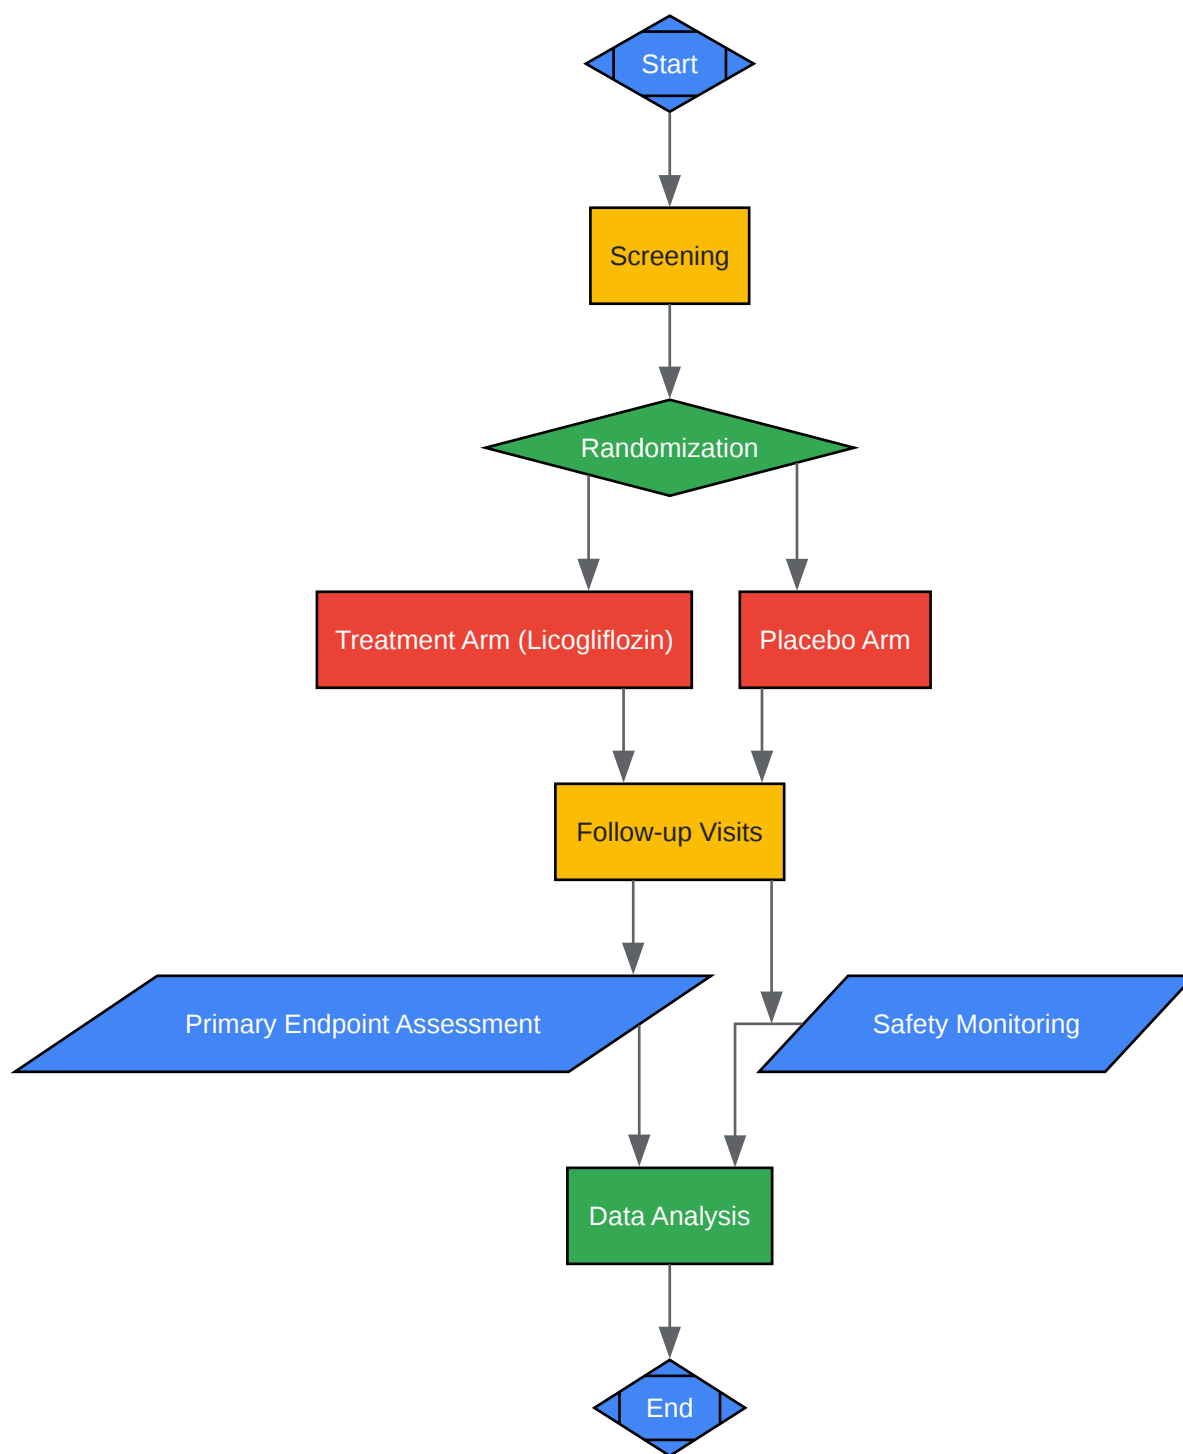 Start
Screening
Randomization
Treatment Arm (Licogliflozin)
Placebo Arm
Follow-up Visits
Primary Endpoint Assessment
Safety Monitoring
Data Analysis
End